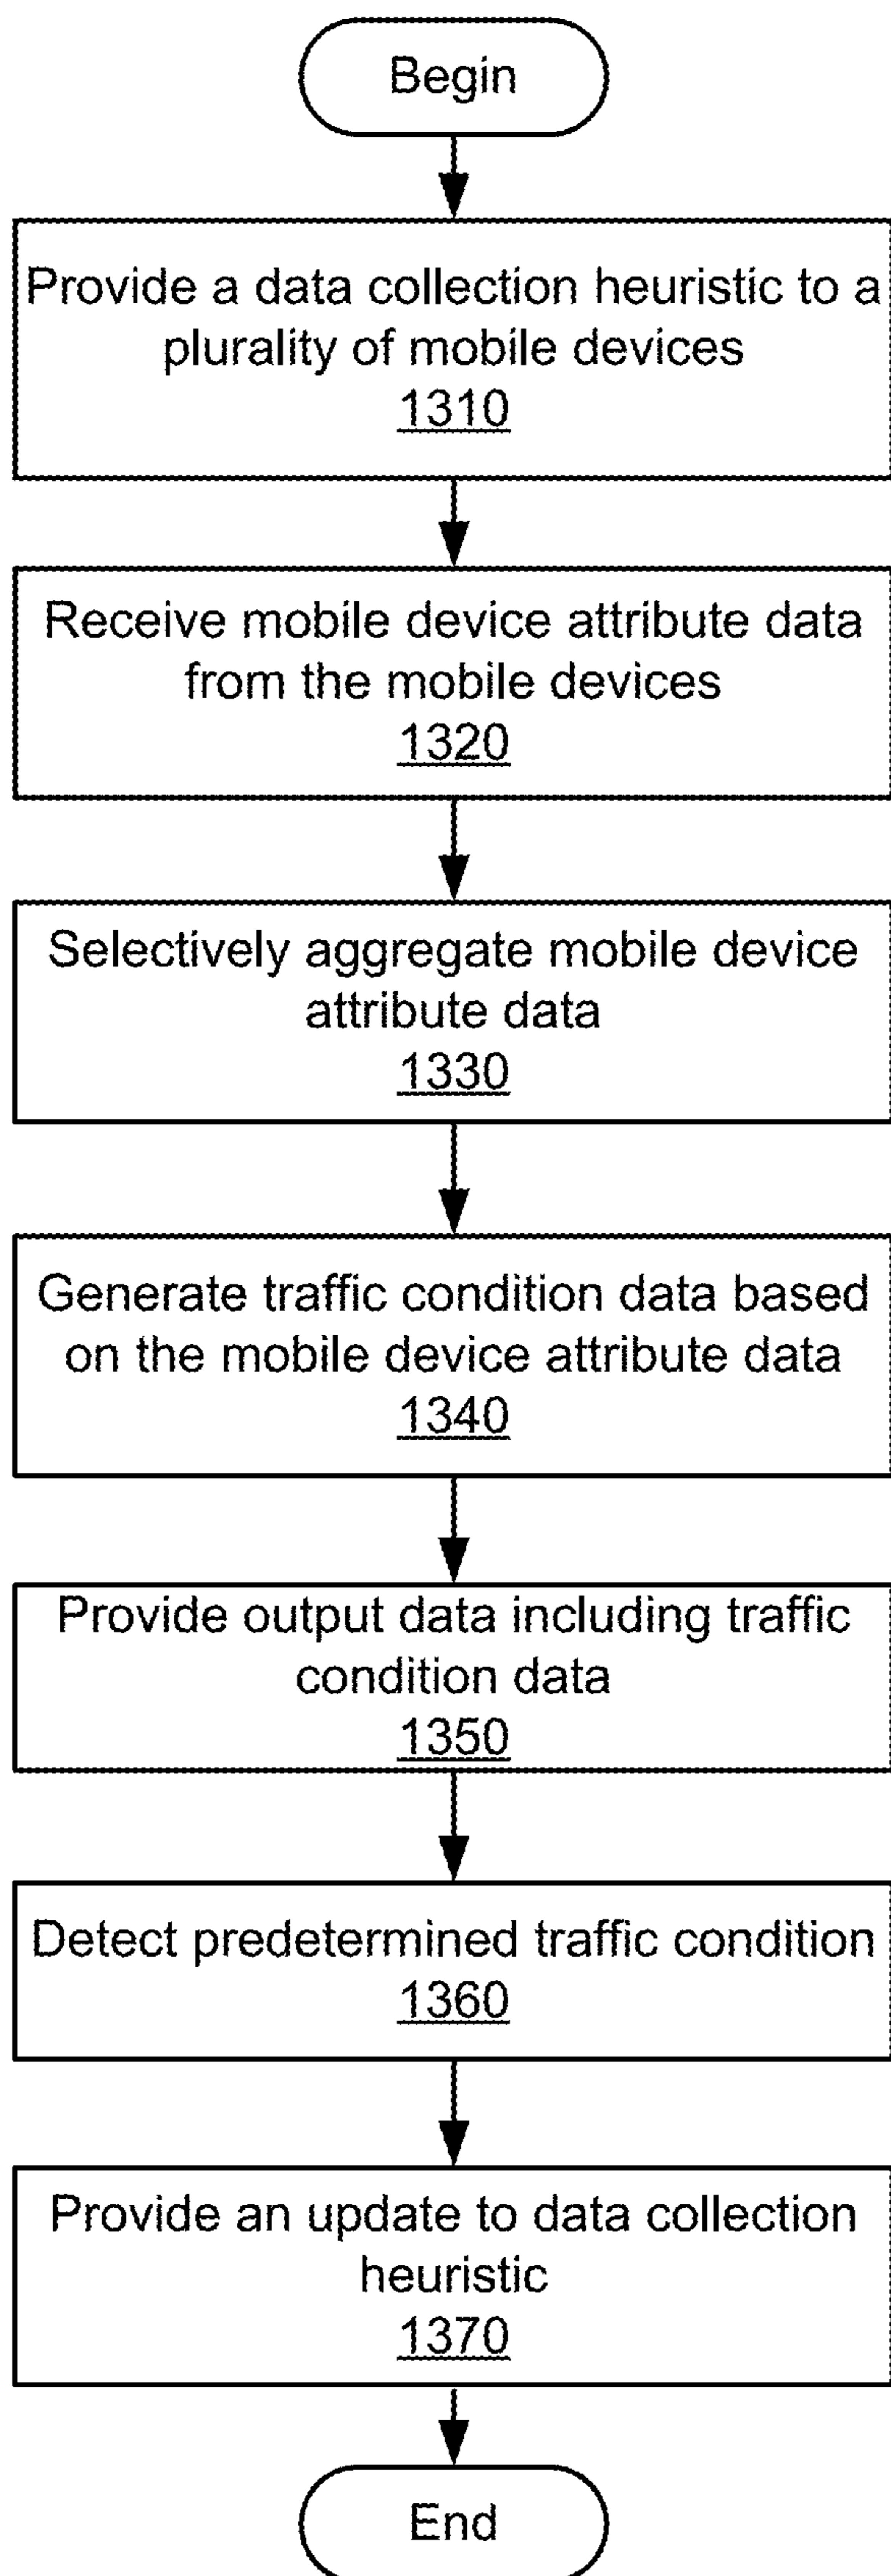 Begin
Provide a data collection heuristic to a
plurality of mobile devices
1310
Receive mobile device attribute data
from the mobile devices
1320
Selectively aggregate mobile device
attribute data
1330
Generate traffic condition data based
on the mobile device attribute data
1340
Provide output data including traffic
condition data
1350
Detect predetermined traffic condition
1360
Provide an update to data collection
heuristic
1370
End